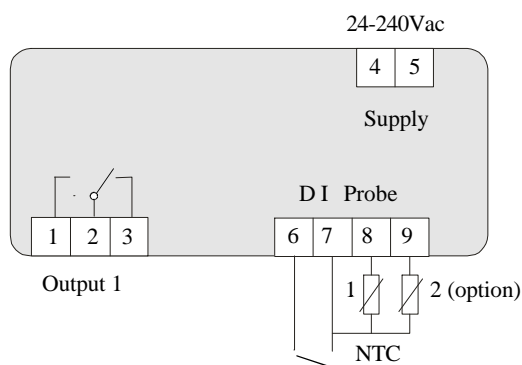 24-240Vac
4 5
Supply
D I Probe
1 2 3
6 7 8 9
Output 1
1 2 (option)
NTC